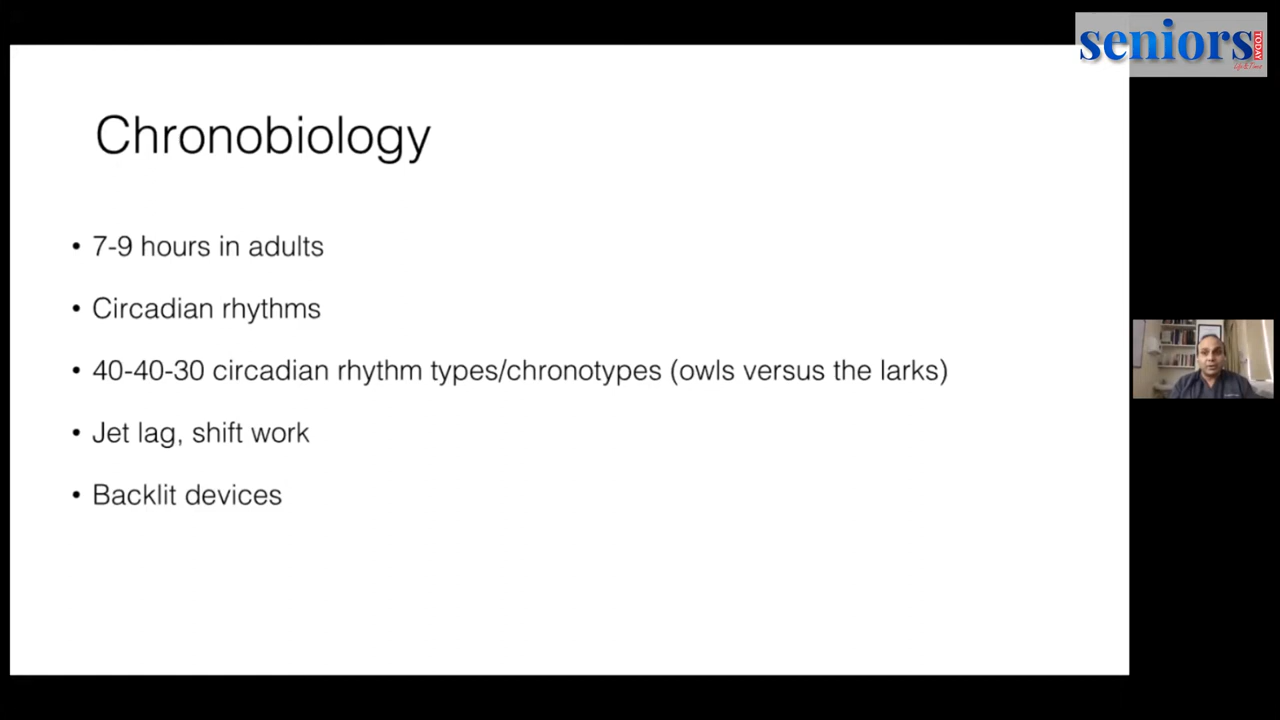 seniors
TODAY
Chronobiology
• 7-9 hours in adults
• Circadian rhythms
• 40-40-30 circadian rhythm types/chronotypes (owls versus the larks)
• Jet lag, shift work
• Backlit devices